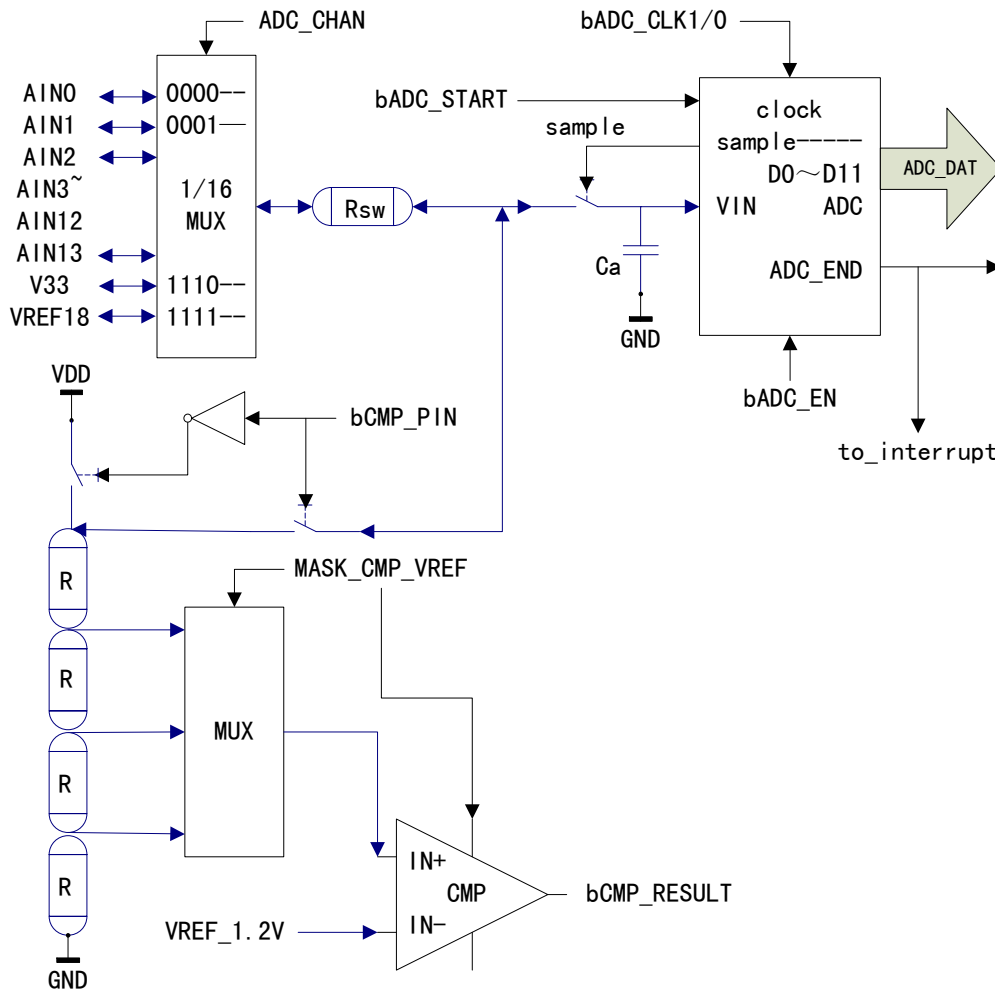 ADC_CHAN
bADC_CLK1/0
AIN0
0000--
AIN1
0001—
AIN2
AIN3~
AIN12
AIN13
V33
1110--
VREF18
1111--
1/16
MUX
Rsw
bADC_START
sample
clock
sample-----
D0～D11
VIN
ADC
ADC_END
ADC_DAT
Ca
GND
bADC_EN
to_interrupt
VDD
bCMP_PIN
MASK_CMP_VREF
R
R
R
R
MUX
IN+
CMP
IN-
bCMP_RESULT
VREF_1.2V
GND